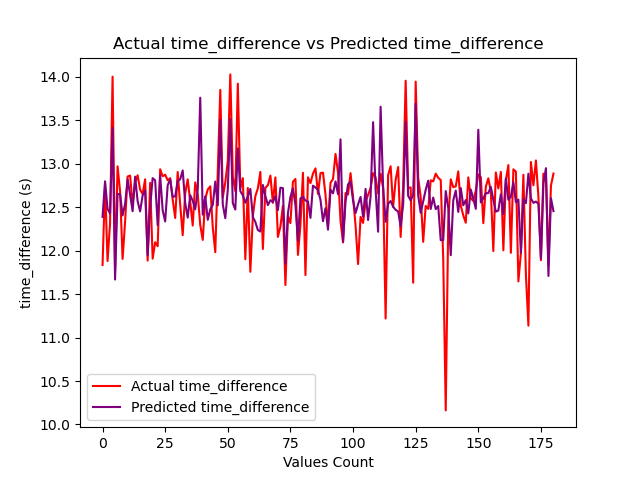 Actual time_difference vs Predicted time_difference
time_difference (s)
14.0
13.5
13.0
12.5
12.0
11.5
11.0
10.5
10.0
Actual time_difference
Predicted time_difference
0 25 50 75 100 125 150 175
Values Count